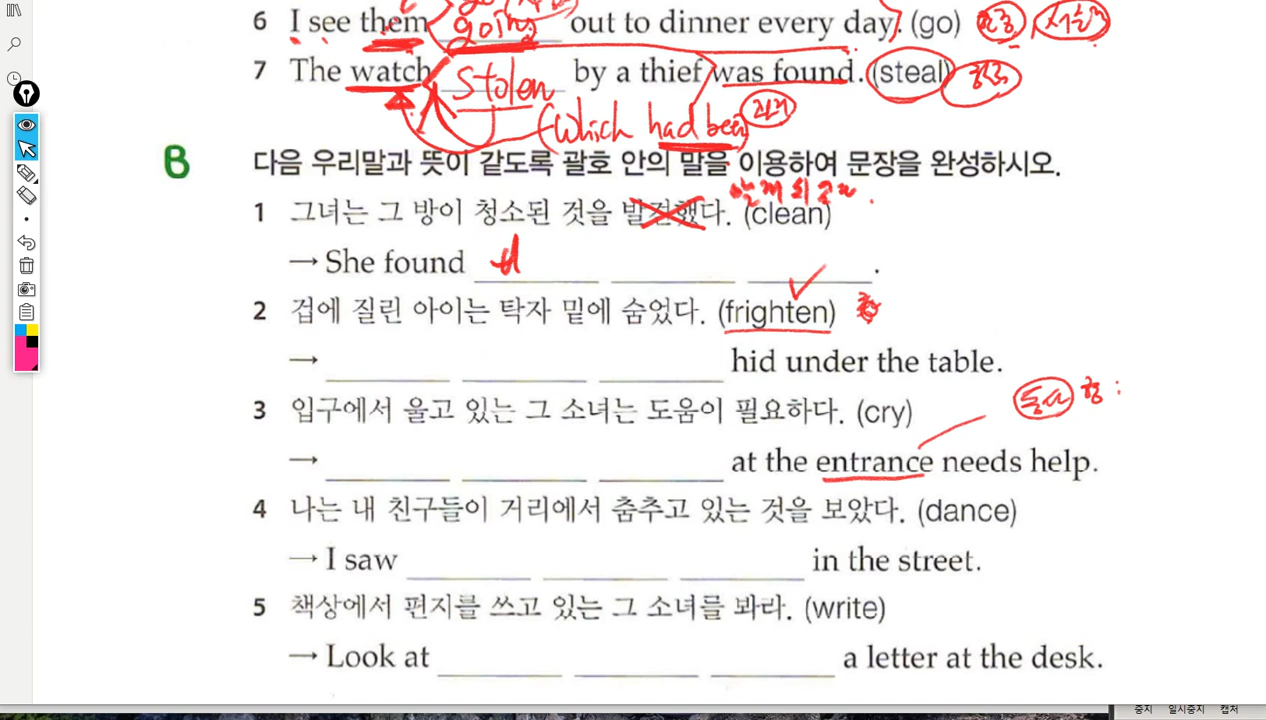 6 I see them going out to dinner every day. (go)
7 The watch stolen by a thief was found. (steal)
(which had been) 과거
B 다음 우리말과 뜻이 같도록 괄호 안의 말을 이용하여 문장을 완성하시오.
1 그녀는 그 방이 청소된 것을 발견했다. (clean)
→ She found
2 겁에 질린 아이는 탁자 밑에 숨었다. (frighten)
→ hid under the table.
동사 형:
3 입구에서 울고 있는 그 소녀는 도움이 필요하다. (cry)
→ at the entrance needs help.
4 나는 내 친구들이 거리에서 춤추고 있는 것을 보았다. (dance)
→ I saw in the street.
5 책상에서 편지를 쓰고 있는 그 소녀를 봐라. (write)
→ Look at a letter at the desk.
중지 일시중지 캡처